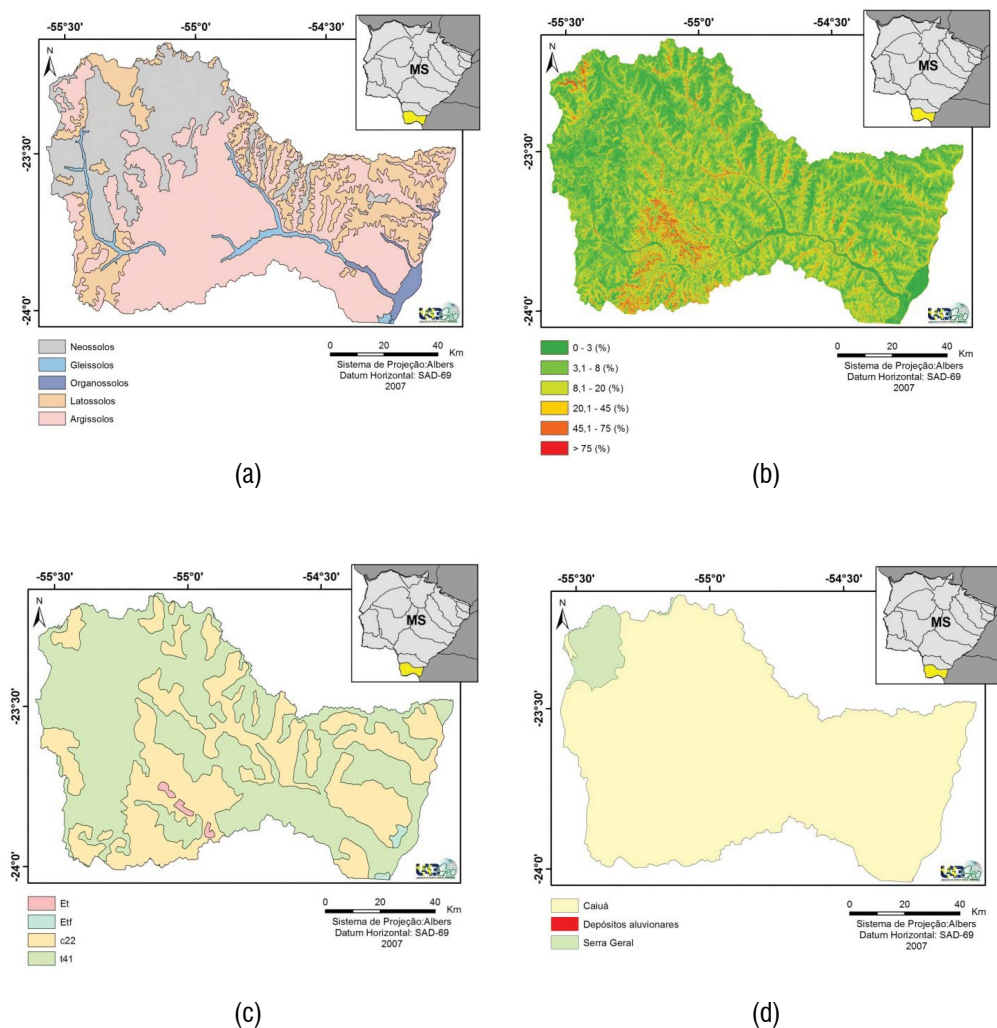 -55°30' -55°0' -54°30'
N
MS
-23°30'
-24°0'
LABGeo
Neossolos
Gleissolos
Organossolos
Latossolos
Argissolos
0 20 40 Km
Sistema de Projeção:Albers
Datum Horizontal: SAD-69
2007
(a)
-55°30' -55°0' -54°30'
N
MS
-23°30'
-24°0'
LABGeo
0 - 3 (%)
3,1 - 8 (%)
8,1 - 20 (%)
20,1 - 45 (%)
45,1 - 75 (%)
> 75 (%)
0 20 40 Km
Sistema de Projeção:Albers
Datum Horizontal: SAD-69
2007
(b)
-55°30' -55°0' -54°30'
N
MS
-23°30'
-24°0'
LABGeo
Et
Etf
c22
t41
0 20 40 Km
Sistema de Projeção:Albers
Datum Horizontal: SAD-69
2007
(c)
-55°30' -55°0' -54°30'
N
MS
-23°30'
-24°0'
LABGeo
Caiuá
Depósitos aluvionares
Serra Geral
0 20 40 Km
Sistema de Projeção:Albers
Datum Horizontal: SAD-69
2007
(d)